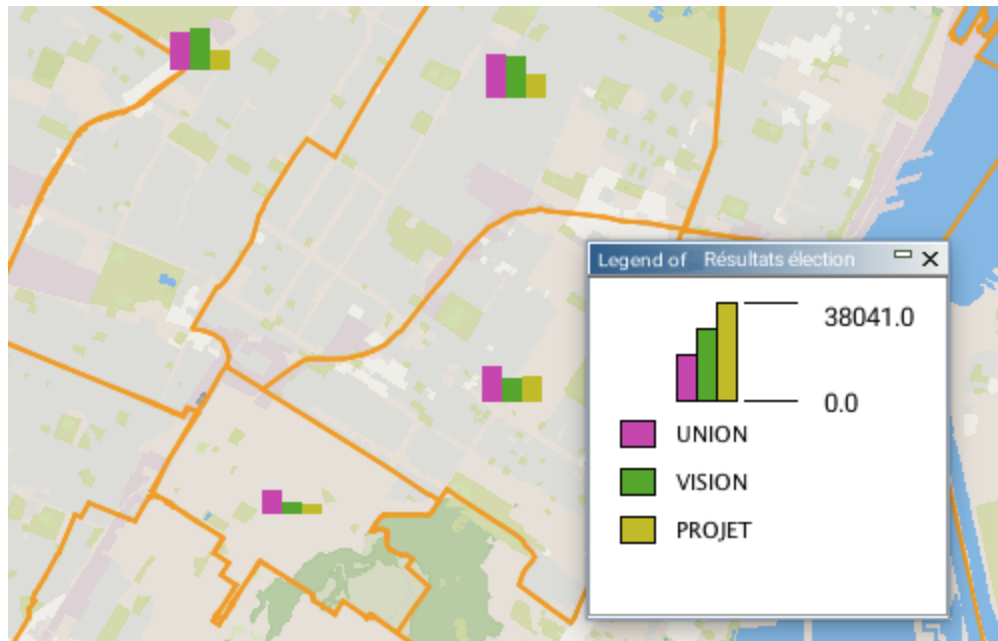 Legend of Résultats élection
38041.0
0.0
UNION
VISION
PROJET